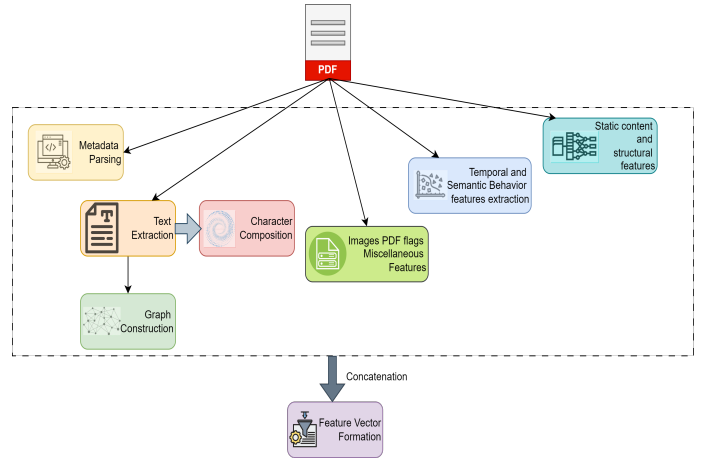 PDF
Metadata
Parsing
Static content
and
structural
features
Temporal and
Semantic Behavior
features extraction
Text
Extraction
Character
Composition
Images PDF flags
Miscellaneous
Features
Graph
Construction
Concatenation
Feature Vector
Formation